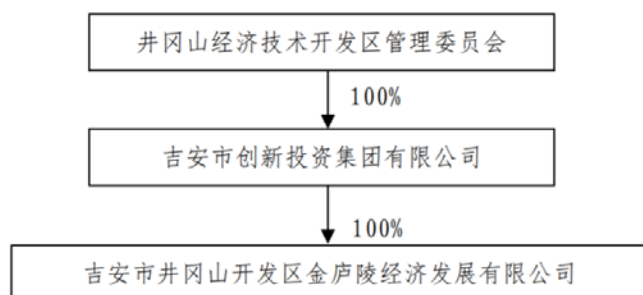 井冈山经济技术开发区管理委员会
100%
吉安市创新投资集团有限公司
100%
吉安市井冈山开发区金庐陵经济发展有限公司